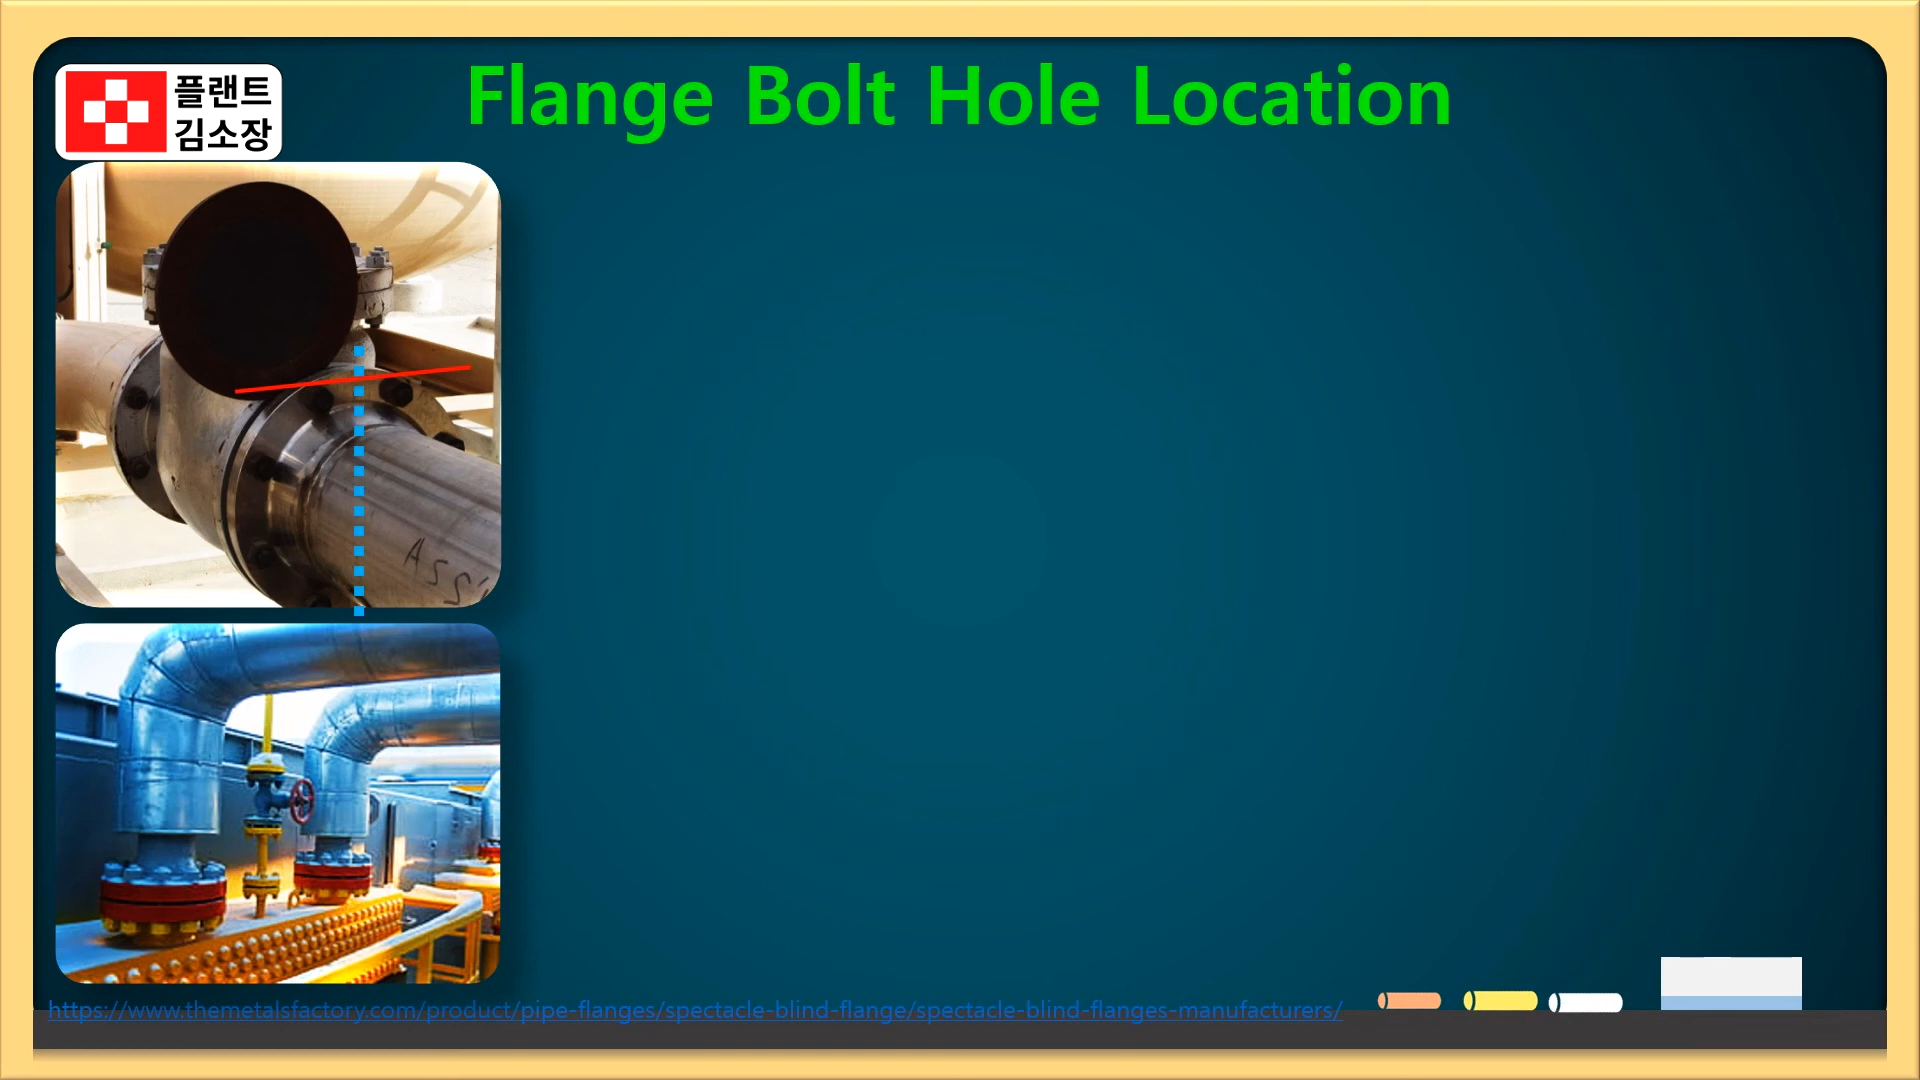 Flange Bolt Hole Location
플랜트
김소장
ASS'
https://www.themetalsfactory.com/product/pipe-flanges/spectacle-blind-flange/spectacle-blind-flanges-manufacturers/